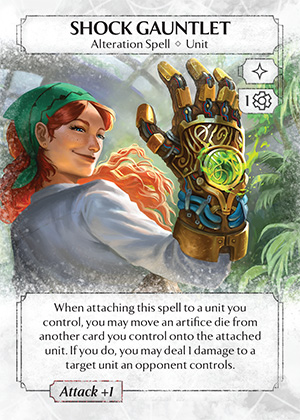 SHOCK GAUNTLET
Alteration Spell ⋄ Unit
1
When attaching this spell to a unit you
control, you may move an artifice die from
another card you control onto the attached
unit. If you do, you may deal 1 damage to a
target unit an opponent controls.
Attack +1